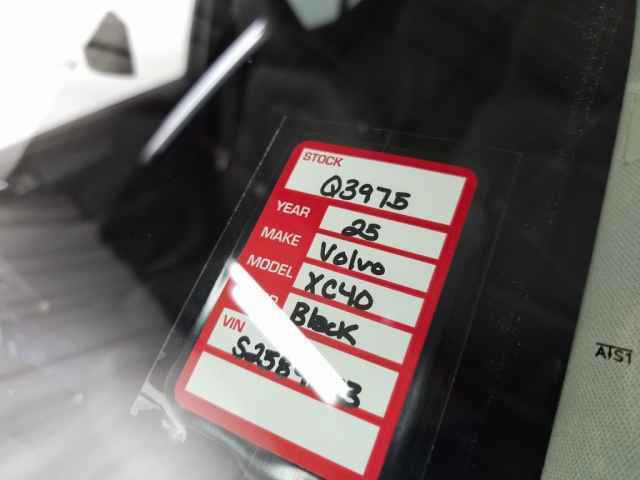 STOCK
Q3975
YEAR 25
MAKE Volvo
MODEL XC40
Black
VIN